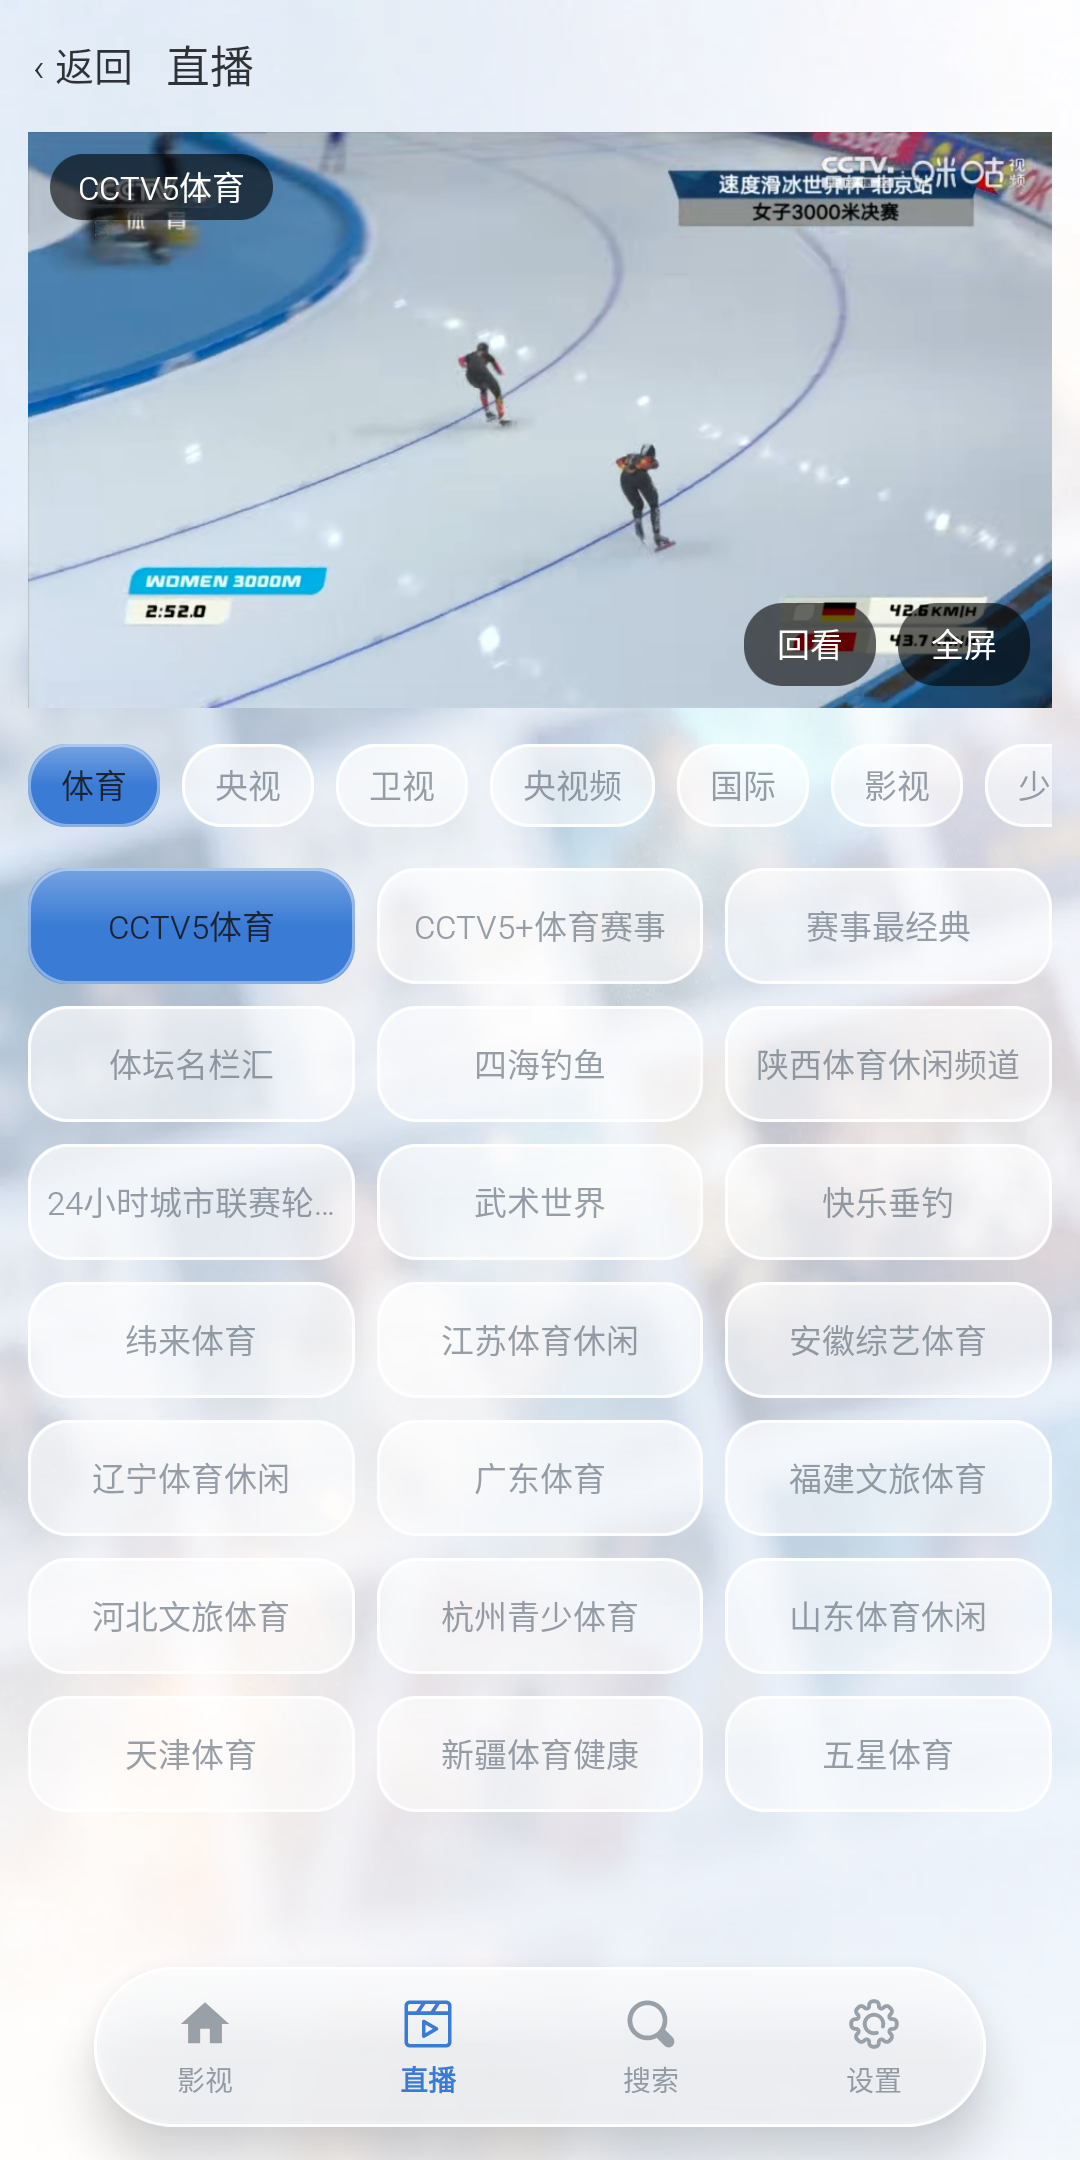 ‹ 返回 直播
CCTV5体育
体 育
CCTV 咪咕视频
速度滑冰世界杯 北京站
女子3000米决赛
WOMEN 3000M
2:52.0
42.6KM/H
43.7
回看 全屏
体育 央视 卫视 央视频 国际 影视 少
CCTV5体育 CCTV5+体育赛事 赛事最经典
体坛名栏汇 四海钓鱼 陕西体育休闲频道
24小时城市联赛轮... 武术世界 快乐垂钓
纬来体育 江苏体育休闲 安徽综艺体育
辽宁体育休闲 广东体育 福建文旅体育
河北文旅体育 杭州青少体育 山东体育休闲
天津体育 新疆体育健康 五星体育
影视 直播 搜索 设置